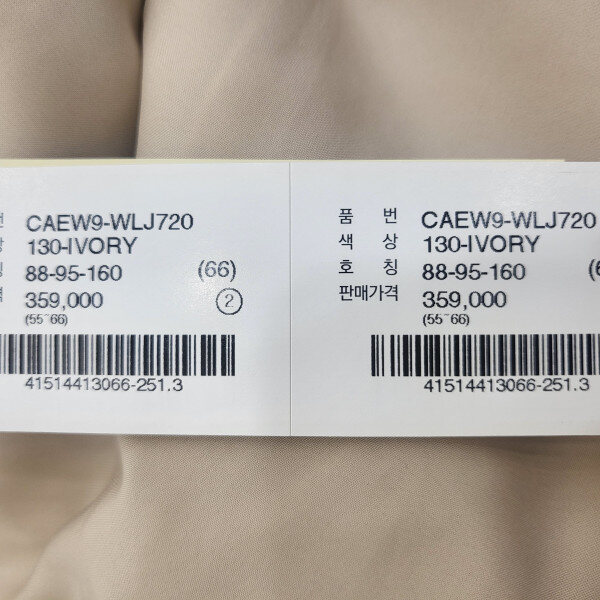 CAEW9-WLJ720
130-IVORY
88-95-160 (66)
359,000 ②
(55~66)
41514413066-251.3
품 번 CAEW9-WLJ720
색 상 130-IVORY
호 칭 88-95-160
판매가격 359,000
(55~66)
41514413066-251.3